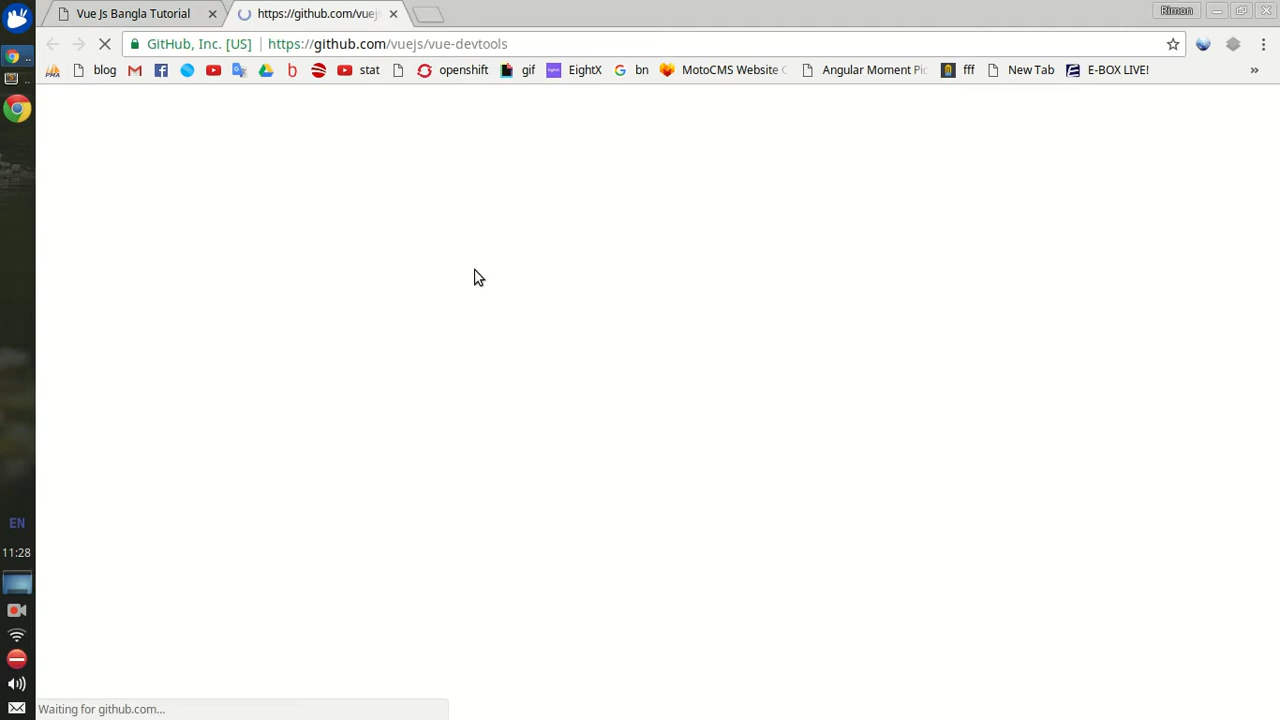 Vue Js Bangla Tutorial
https://github.com/vuej
Rimon
GitHub, Inc. [US] https://github.com/vuejs/vue-devtools
PMA blog b stat openshift gif EightX bn MotoCMS Website Angular Moment Pic fff New Tab E-BOX LIVE! »
EN
11:28
Waiting for github.com...